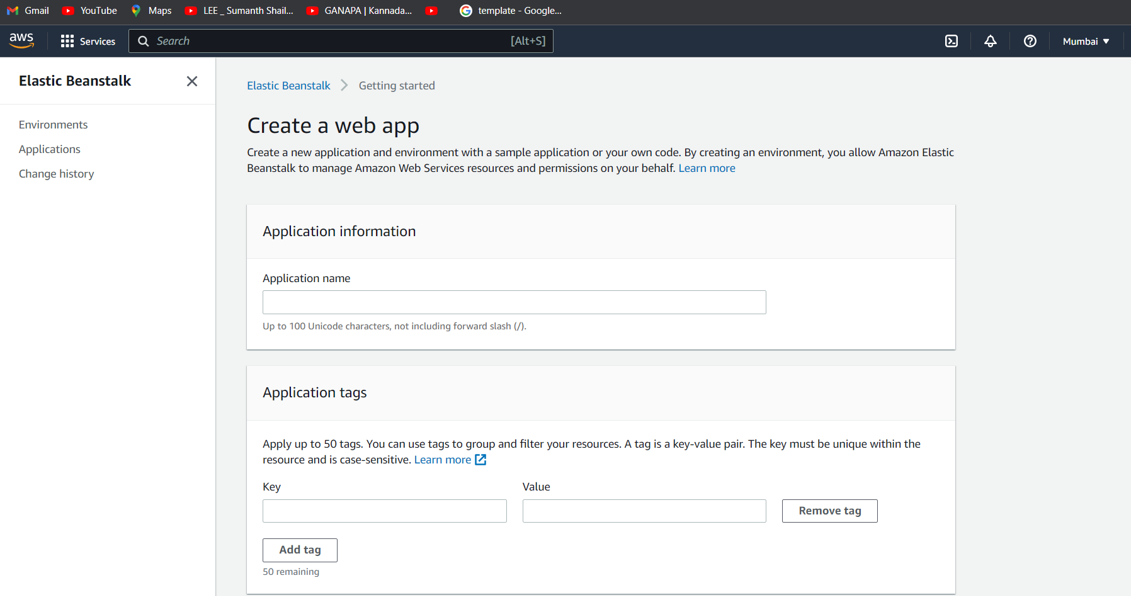 Gmail YouTube Maps LEE _ Sumanth Shail... GANAPA | Kannada... template - Google...
aws Services Search [Alt+S] Mumbai ▼
Elastic Beanstalk
Environments
Applications
Change history
Elastic Beanstalk Getting started
Create a web app
Create a new application and environment with a sample application or your own code. By creating an environment, you allow Amazon Elastic
Beanstalk to manage Amazon Web Services resources and permissions on your behalf. Learn more
Application information
Application name
Up to 100 Unicode characters, not including forward slash (/).
Application tags
Apply up to 50 tags. You can use tags to group and filter your resources. A tag is a key-value pair. The key must be unique within the
resource and is case-sensitive. Learn more
Key Value
Remove tag
Add tag
50 remaining